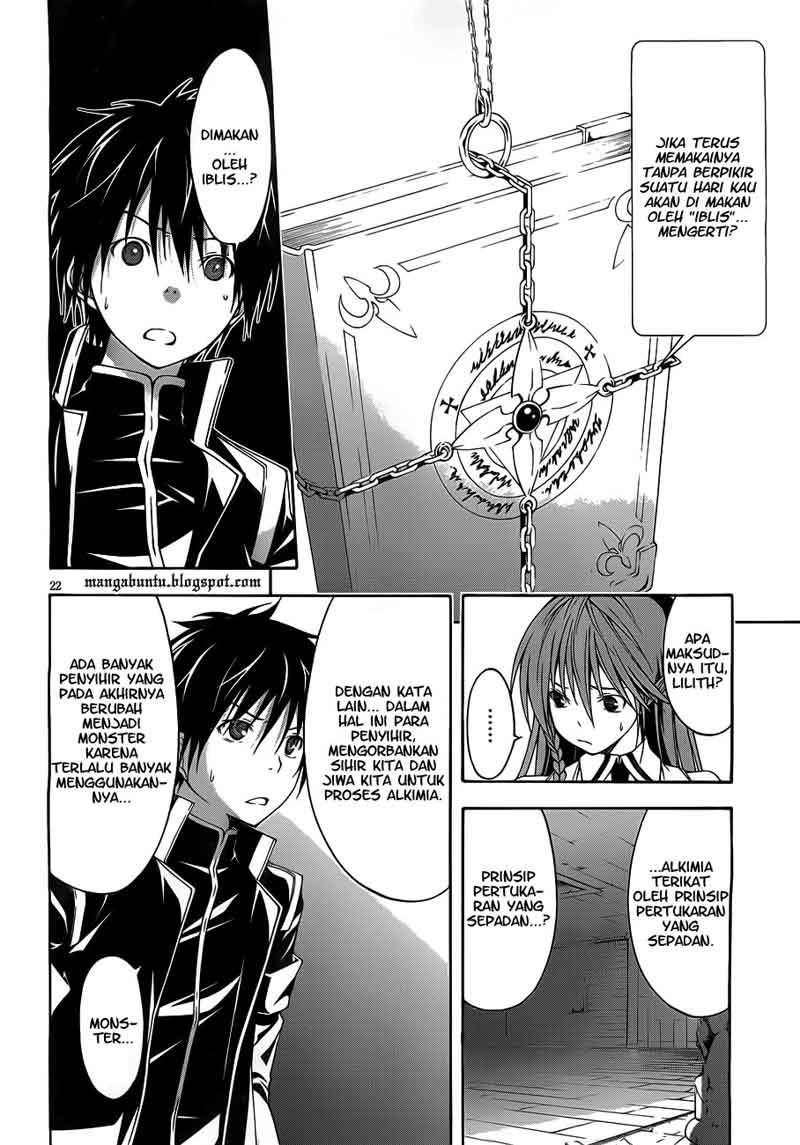 JIKA TERUS
MEMAKAINYA
TANPA BERPIKIR
SUATU HARI KAU
AKAN DI MAKAN
OLEH "IBLIS"...
MENGERTI?
DIMAKAN
...
OLEH
IBLIS...?
22
mangabuntu.blogspot.com
APA
MAKSUD-
NYA ITU,
LILITH?
......
...ALKIMIA
TERIKAT
OLEH PRINSIP
PERTUKARAN
YANG
SEPADAN.
PRINSIP
PERTUKA-
RAN YANG
SEPADAN...?
DENGAN KATA
LAIN... DALAM
HAL INI PARA
PENYIHIR,
MENGORBANKAN
SIHIR KITA DAN
JIWA KITA UNTUK
PROSES ALKIMIA.
ADA BANYAK
PENYIHIR YANG
PADA AKHIRNYA
BERUBAH
MENJADI
MONSTER
KARENA
TERLALU BANYAK
MENGGUNAKAN-
NYA...
MONS-
TER...